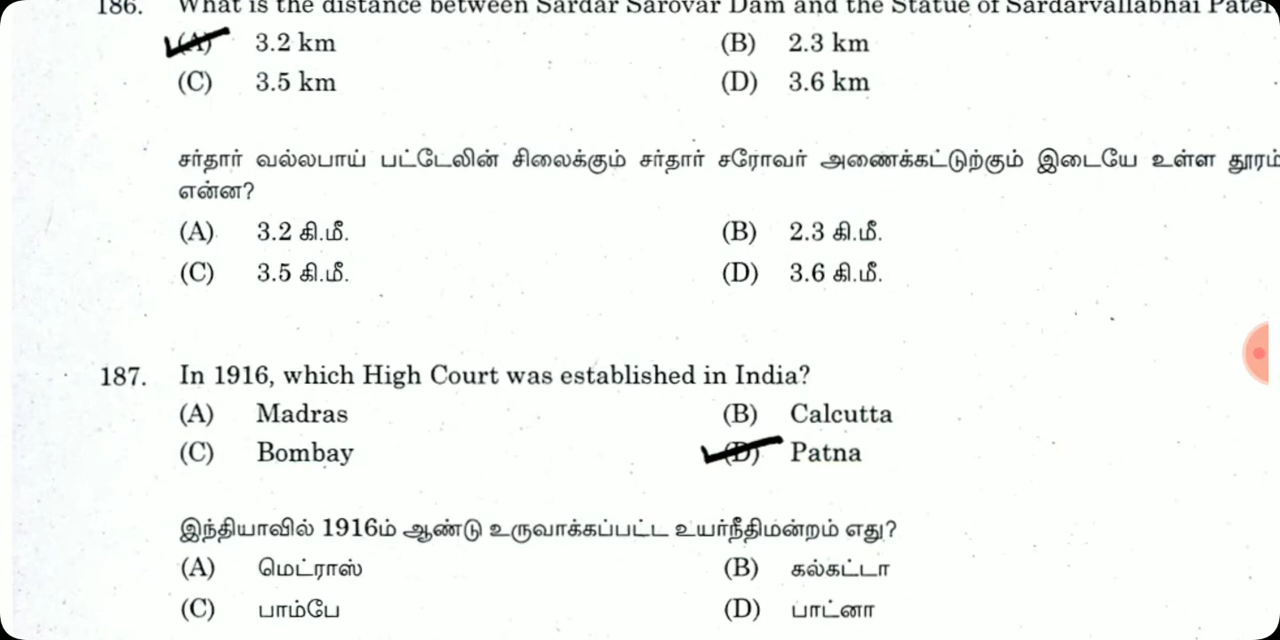 186. What is the distance between Sardar Sarovar Dam and the Statue of Sardarvallabhai Patel
(A) 3.2 km (B) 2.3 km
(C) 3.5 km (D) 3.6 km
சர்தார் வல்லபாய் பட்டேலின் சிலைக்கும் சர்தார் சரோவர் அணைக்கட்டுற்கும் இடையே உள்ள தூரம்
என்ன?
(A) 3.2 கி.மீ. (B) 2.3 கி.மீ.
(C) 3.5 கி.மீ. (D) 3.6 கி.மீ.
187. In 1916, which High Court was established in India?
(A) Madras (B) Calcutta
(C) Bombay (D) Patna
இந்தியாவில் 1916ம் ஆண்டு உருவாக்கப்பட்ட உயர்நீதிமன்றம் எது?
(A) மெட்ராஸ் (B) கல்கட்டா
(C) பாம்பே (D) பாட்னா